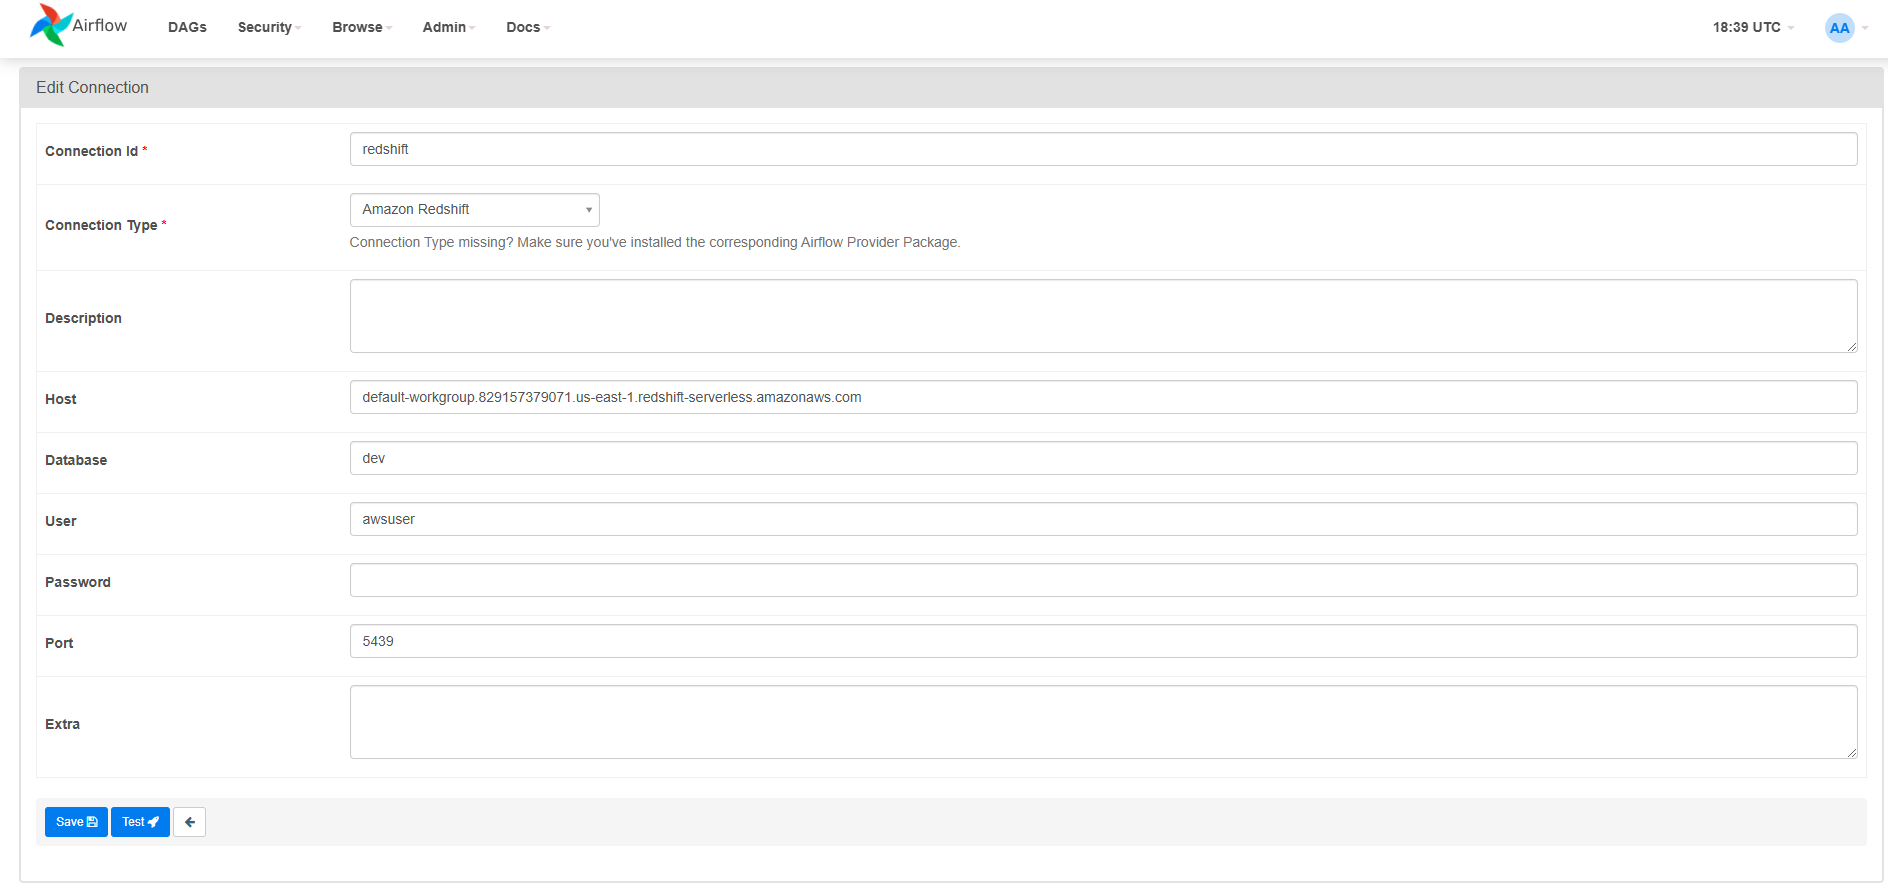 Airflow DAGs Security Browse Admin Docs 18:39 UTC AA
Edit Connection
Connection Id * redshift
Connection Type * Amazon Redshift
Connection Type missing? Make sure you've installed the corresponding Airflow Provider Package.
Description
Host default-workgroup.829157379071.us-east-1.redshift-serverless.amazonaws.com
Database dev
User awsuser
Password
Port 5439
Extra
Save Test